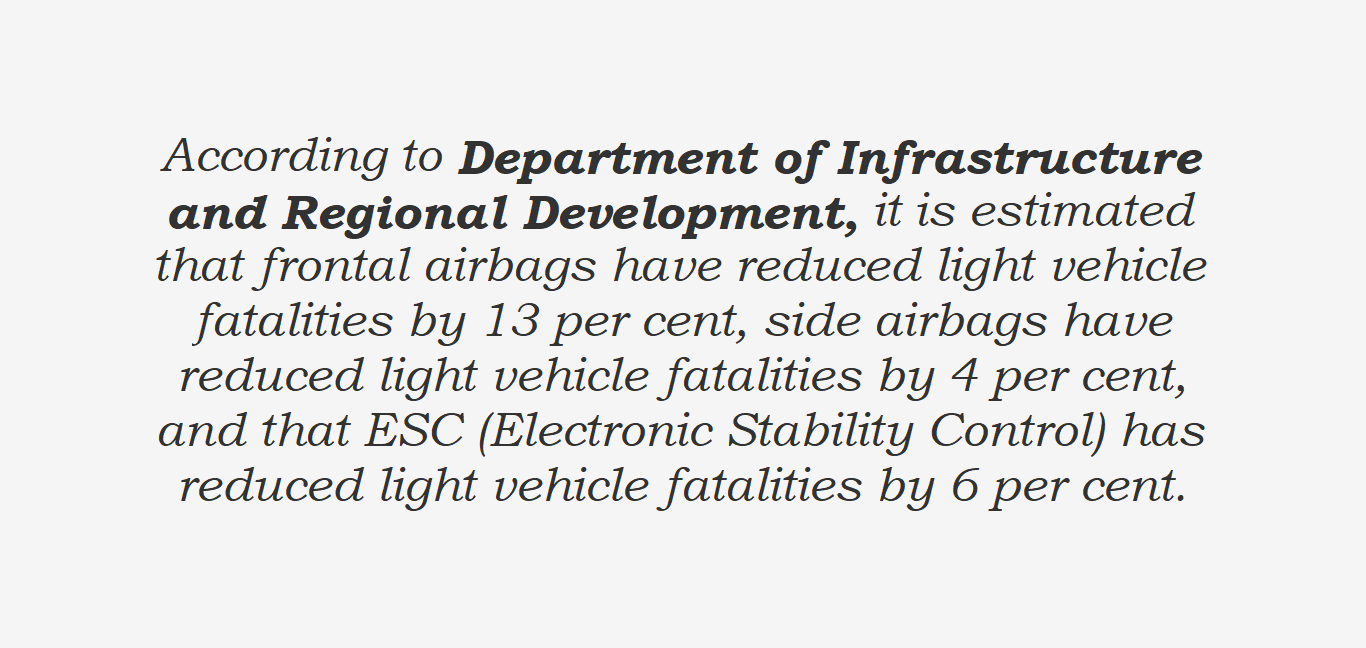 According to Department of Infrastructure
and Regional Development, it is estimated
that frontal airbags have reduced light vehicle
fatalities by 13 per cent, side airbags have
reduced light vehicle fatalities by 4 per cent,
and that ESC (Electronic Stability Control) has
reduced light vehicle fatalities by 6 per cent.